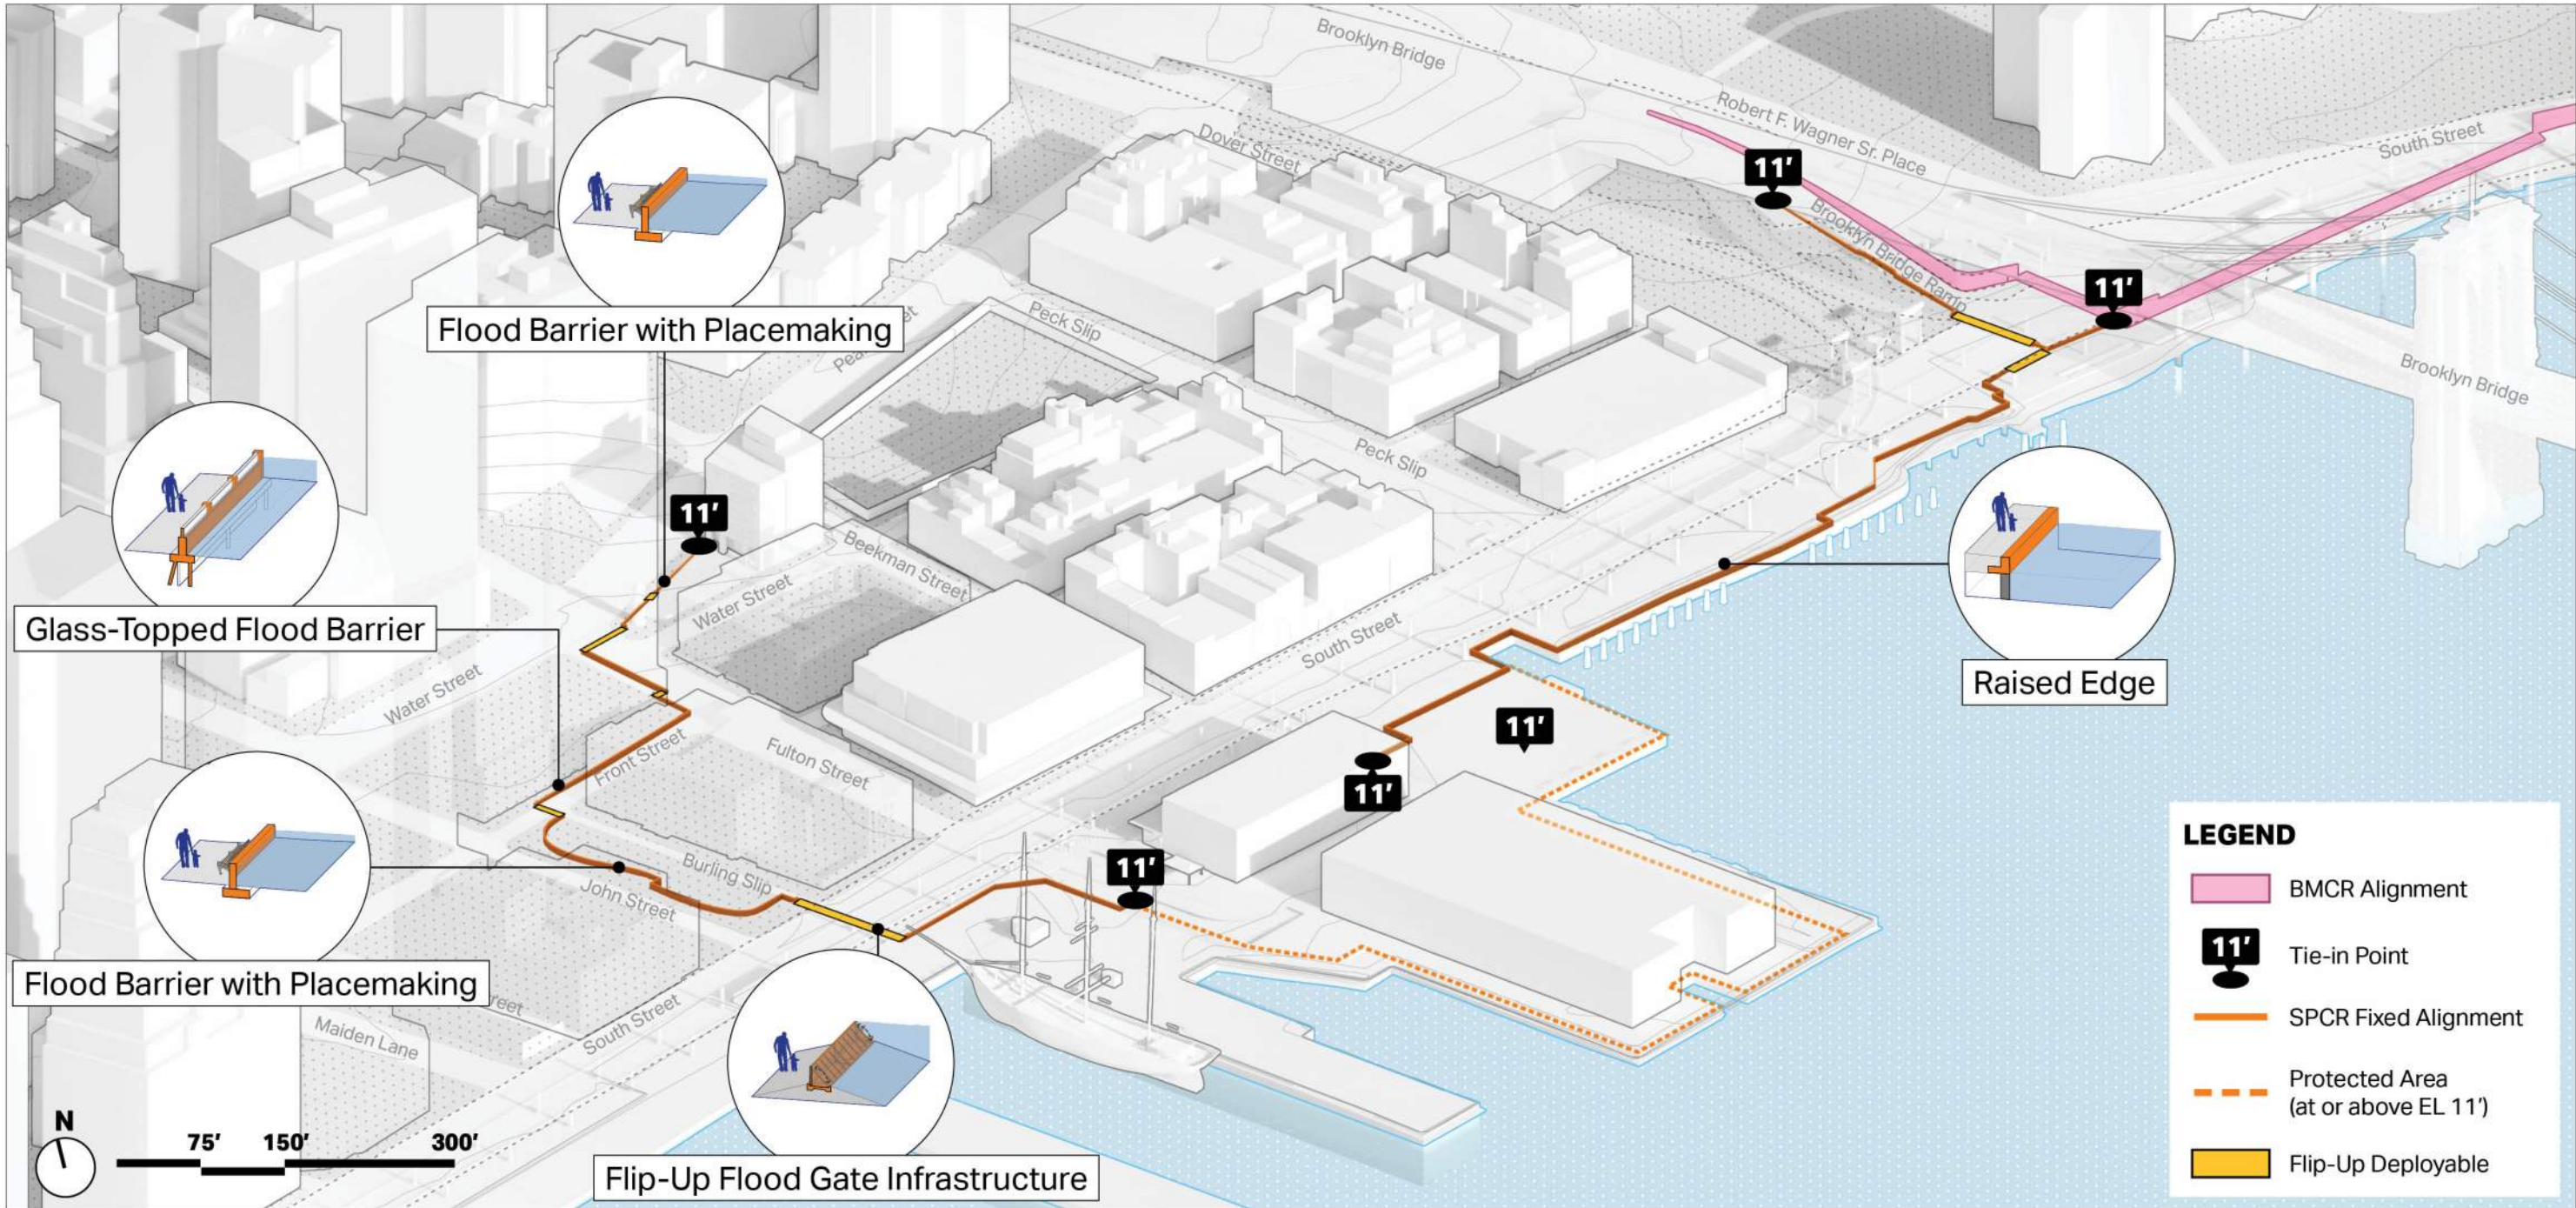 Brooklyn Bridge
Robert F. Wagner Sr. Place
South Street
Dover Street
11'
Brooklyn Bridge Ramp
11'
Brooklyn Bridge
Flood Barrier with Placemaking
Peck Slip
Peck Slip
11'
Beekman Street
Water Street
Glass-Topped Flood Barrier
Water Street
South Street
Raised Edge
11'
Front Street
Fulton Street
11'
11'
Burling Slip
John Street
Flood Barrier with Placemaking
Maiden Lane
South Street
Flip-Up Flood Gate Infrastructure
N
75' 150' 300'
LEGEND
BMCR Alignment
11'
Tie-in Point
SPCR Fixed Alignment
Protected Area
(at or above EL 11')
Flip-Up Deployable